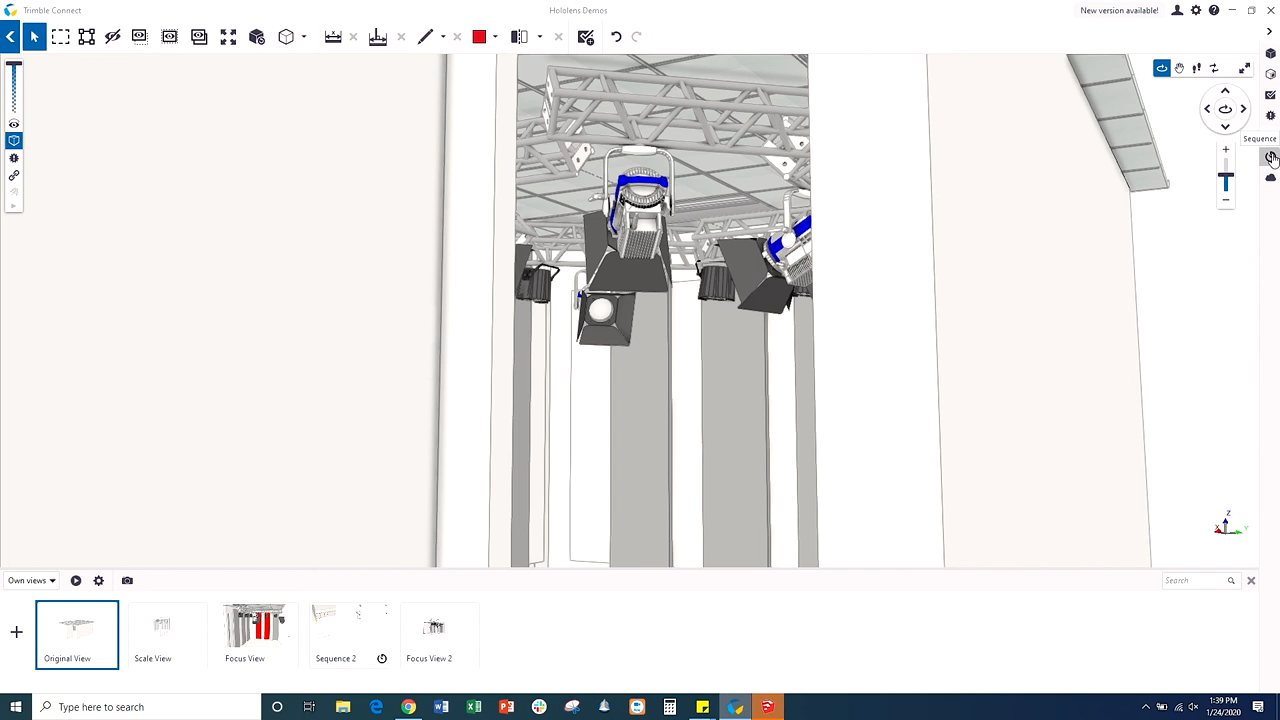 Trimble Connect
Hololens Demos
New version available!
Sequence
Z
X
Y
Own views
Search
Original View
Scale View
Focus View
Sequence 2
Focus View 2
Type here to search
1:39 PM
1/24/2020